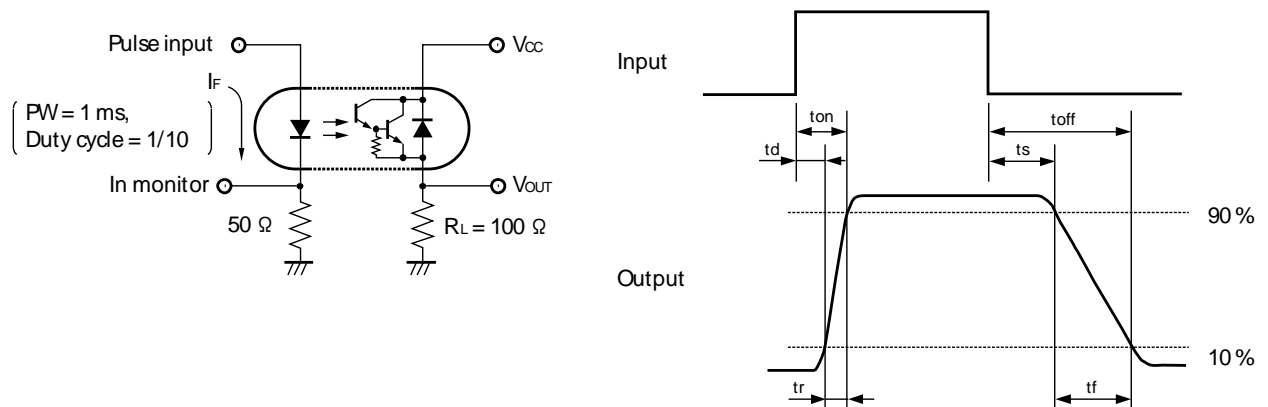 Pulse input
VCC
IF
PW = 1 ms,
Duty cycle = 1/10
In monitor
VOUT
50 Ω
RL = 100 Ω
Input
ton
toff
td
ts
90 %
Output
10 %
tr
tf